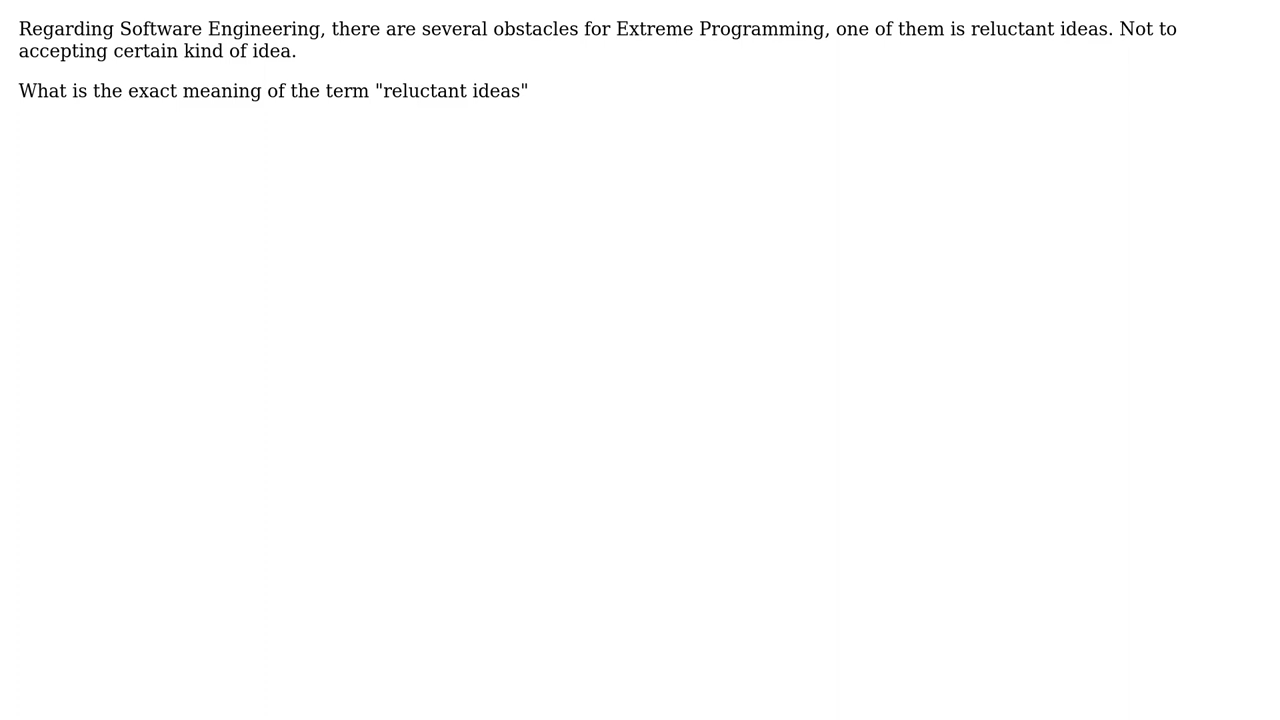 Regarding Software Engineering, there are several obstacles for Extreme Programming, one of them is reluctant ideas. Not to
accepting certain kind of idea.
What is the exact meaning of the term "reluctant ideas"